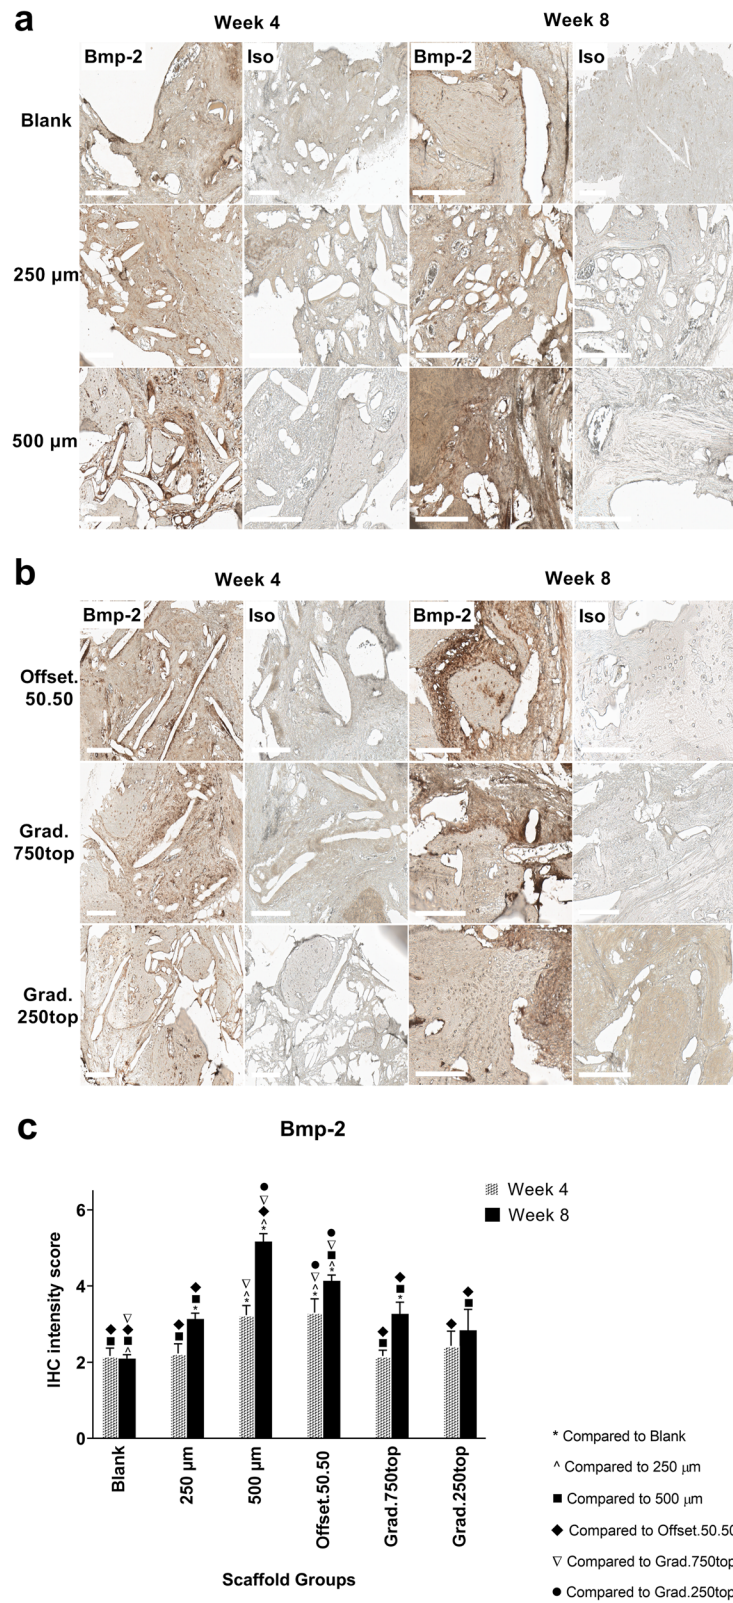 a
Week 4
Week 8
Bmp-2
Iso
Bmp-2
Iso
Blank
250 µm
500 µm
b
Week 4
Week 8
Bmp-2
Iso
Bmp-2
Iso
Offset.
50.50
Grad.
750top
Grad.
250top
c
Bmp-2
Week 4
Week 8
IHC intensity score
6
4
2
0
Blank
250 µm
500 µm
Offset.50.50
Grad.750top
Grad.250top
Scaffold Groups
* Compared to Blank
^ Compared to 250 µm
■ Compared to 500 µm
◆ Compared to Offset.50.50
▽ Compared to Grad.750top
● Compared to Grad.250top